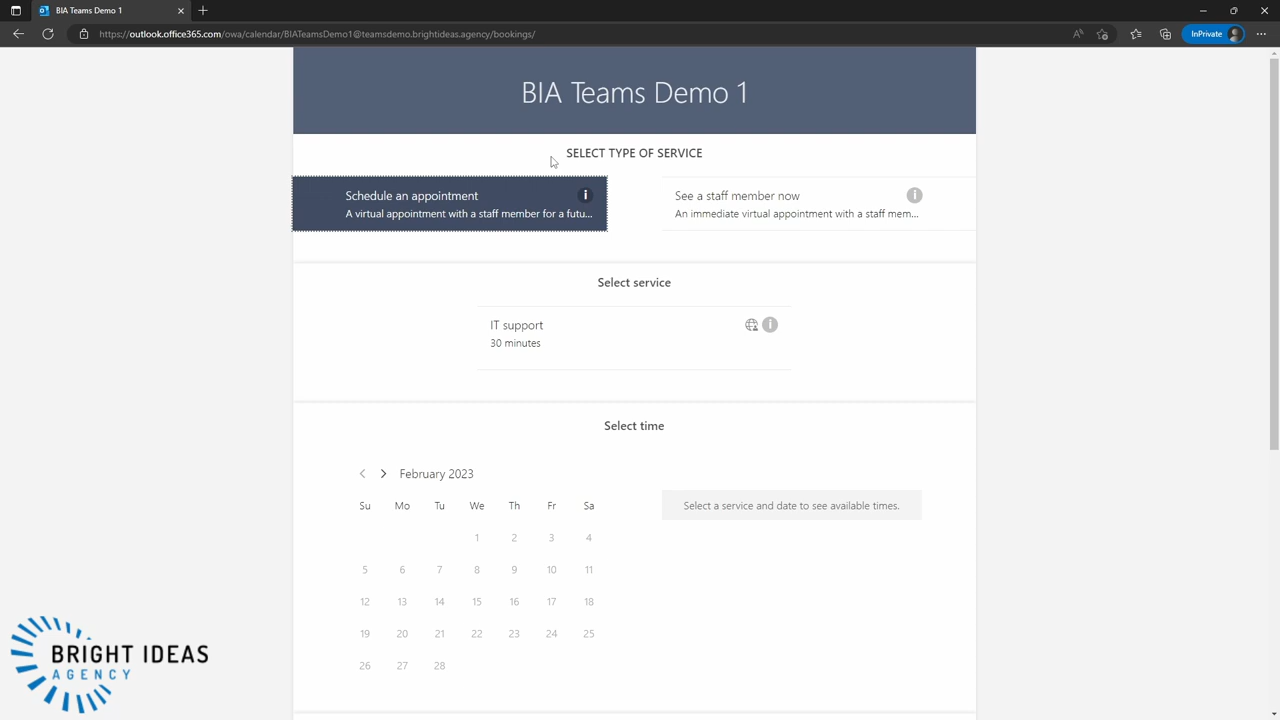 BIA Teams Demo 1
https://outlook.office365.com/owa/calendar/BIATeamsDemo1@teamsdemo.brightideas.agency/bookings/
InPrivate
BIA Teams Demo 1
SELECT TYPE OF SERVICE
Schedule an appointment
A virtual appointment with a staff member for a futu...
See a staff member now
An immediate virtual appointment with a staff mem...
Select service
IT support
30 minutes
Select time
February 2023
Su Mo Tu We Th Fr Sa
Select a service and date to see available times.
1 2 3 4
5 6 7 8 9 10 11
12 13 14 15 16 17 18
19 20 21 22 23 24 25
26 27 28
BRIGHT IDEAS
AGENCY